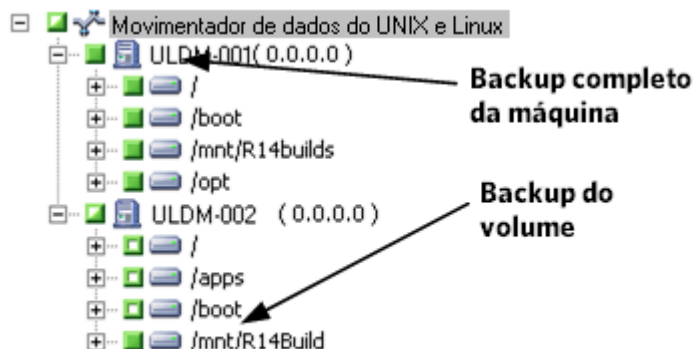 Movimentador de dados do UNIX e Linux
ULDM-001( 0.0.0.0 )
/
/boot
/mnt/R14builds
/opt
ULDM-002 ( 0.0.0.0 )
/
/apps
/boot
/mnt/R14Build
Backup completo
da máquina
Backup do
volume